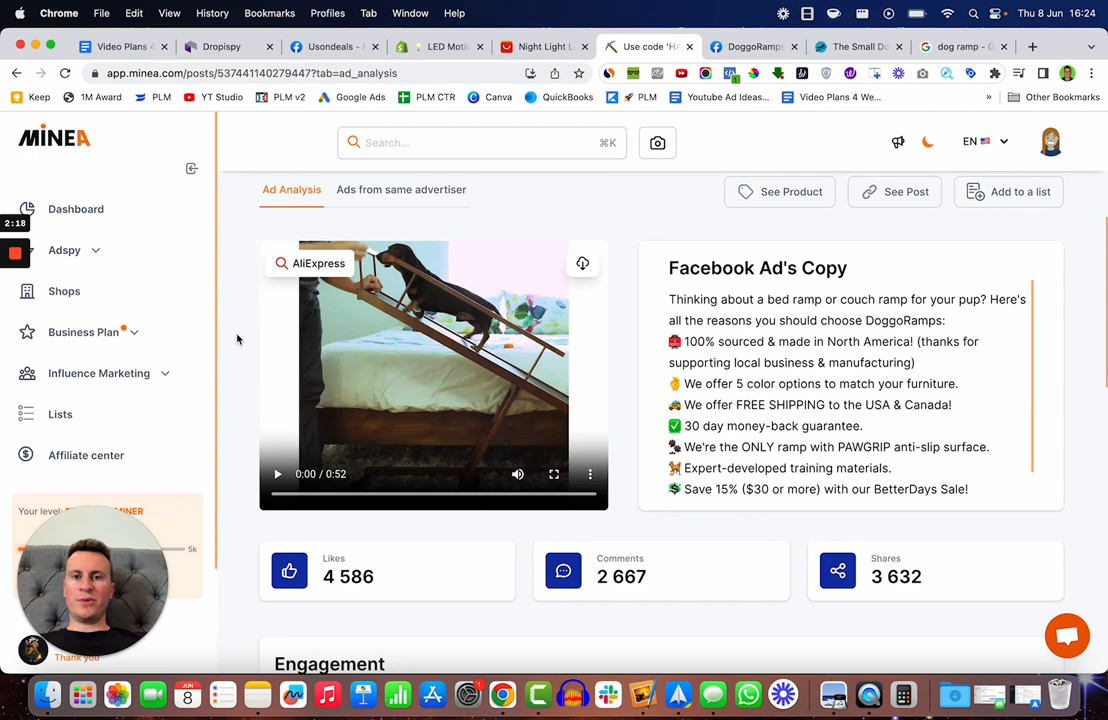 Chrome File Edit View History Bookmarks Profiles Tab Window Help Thu 8 Jun 16:24
Video Plans 4 Dropispy Usondeals - LED Motic Night Light L Use code 'HA DoggoRamps The Small Do dog ramp - G
app.minea.com/posts/537441140279447?tab=ad_analysis
Keep 1M Award PLM YT Studio PLM v2 Google Ads PLM CTR Canva QuickBooks PLM Youtube Ad Ideas... Video Plans 4 We... » Other Bookmarks
MINEA
Search... ⌘K
EN
Ad Analysis Ads from same advertiser
See Product See Post Add to a list
Dashboard
2:18
Adspy
Shops
Business Plan
Influence Marketing
Lists
Affiliate center
Your level: MINER
5k
Thank you
AliExpress
0:00 / 0:52
Facebook Ad's Copy
Thinking about a bed ramp or couch ramp for your pup? Here's
all the reasons you should choose DoggoRamps:
100% sourced & made in North America! (thanks for
supporting local business & manufacturing)
We offer 5 color options to match your furniture.
We offer FREE SHIPPING to the USA & Canada!
✅ 30 day money-back guarantee.
🐾 We're the ONLY ramp with PAWGRIP anti-slip surface.
Expert-developed training materials.
💲 Save 15% ($30 or more) with our BetterDays Sale!
Likes
4 586
Comments
2 667
Shares
3 632
Engagement
JUN
8
1